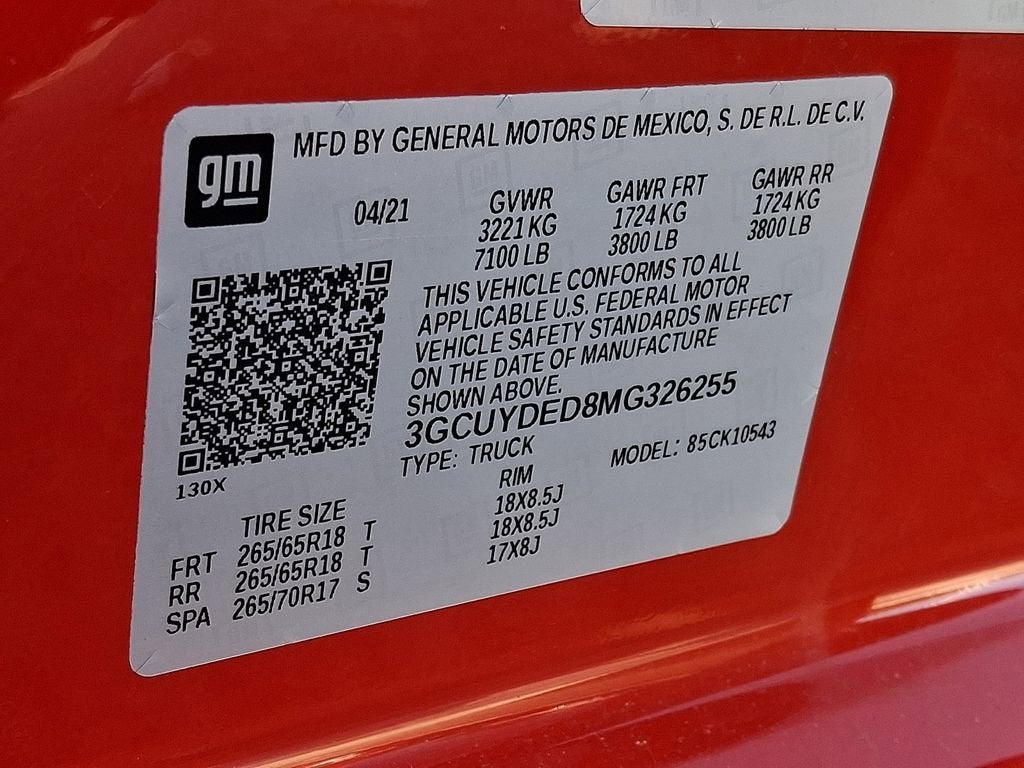 gm
MFD BY GENERAL MOTORS DE MEXICO, S. DE R.L. DE C.V.
04/21 GVWR GAWR FRT GAWR RR
3221 KG 1724 KG 1724 KG
7100 LB 3800 LB 3800 LB
THIS VEHICLE CONFORMS TO ALL
APPLICABLE U.S. FEDERAL MOTOR
VEHICLE SAFETY STANDARDS IN EFFECT
ON THE DATE OF MANUFACTURE
SHOWN ABOVE.
3GCUYDED8MG326255
TYPE: TRUCK MODEL: 85CK10543
130X
TIRE SIZE RIM
FRT 265/65R18 T 18X8.5J
RR 265/65R18 T 18X8.5J
SPA 265/70R17 S 17X8J